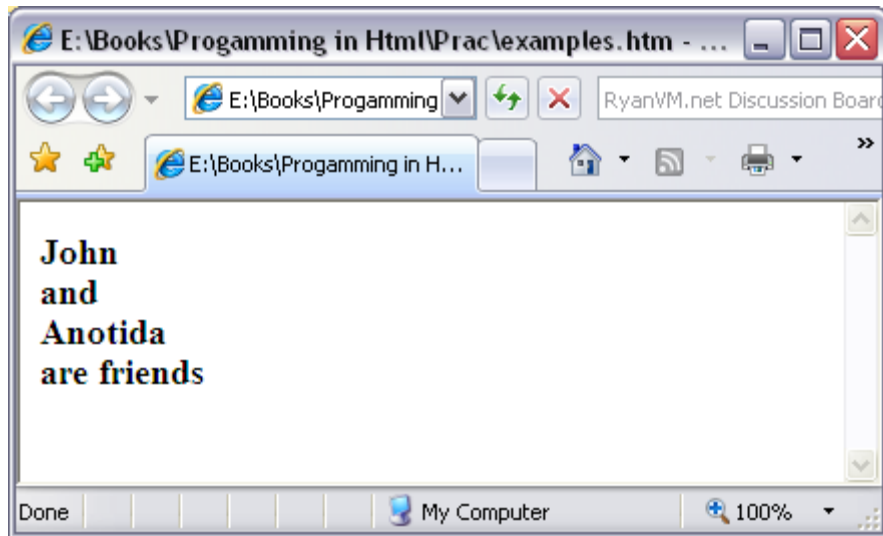 E:\Books\Progamming in Html\Prac\examples.htm - ...
E:\Books\Progamming
RyanVM.net Discussion Board
E:\Books\Progamming in H...
John
and
Anotida
are friends
Done
My Computer
100%